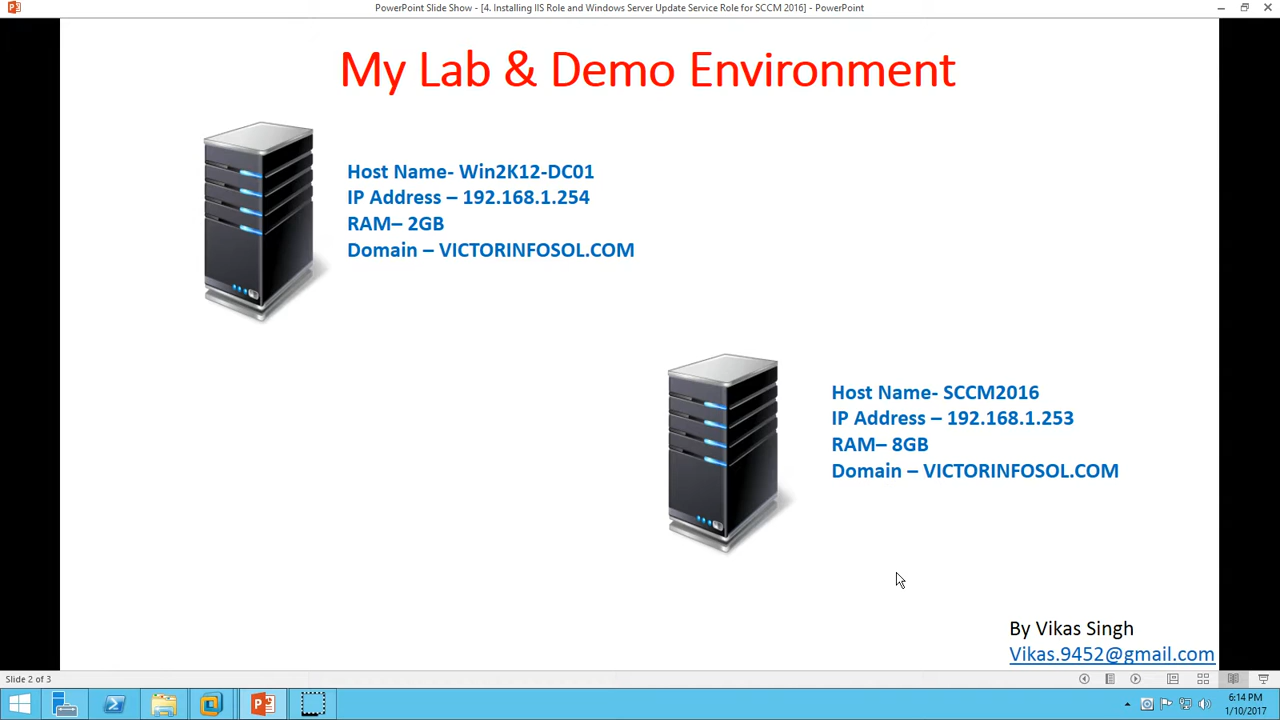 PowerPoint Slide Show - [4. Installing IIS Role and Windows Server Update Service Role for SCCM 2016] - PowerPoint
My Lab & Demo Environment
Host Name- Win2K12-DC01
IP Address – 192.168.1.254
RAM– 2GB
Domain – VICTORINFOSOL.COM
Host Name- SCCM2016
IP Address – 192.168.1.253
RAM– 8GB
Domain – VICTORINFOSOL.COM
By Vikas Singh
Vikas.9452@gmail.com
Slide 2 of 3
6:14 PM
1/10/2017